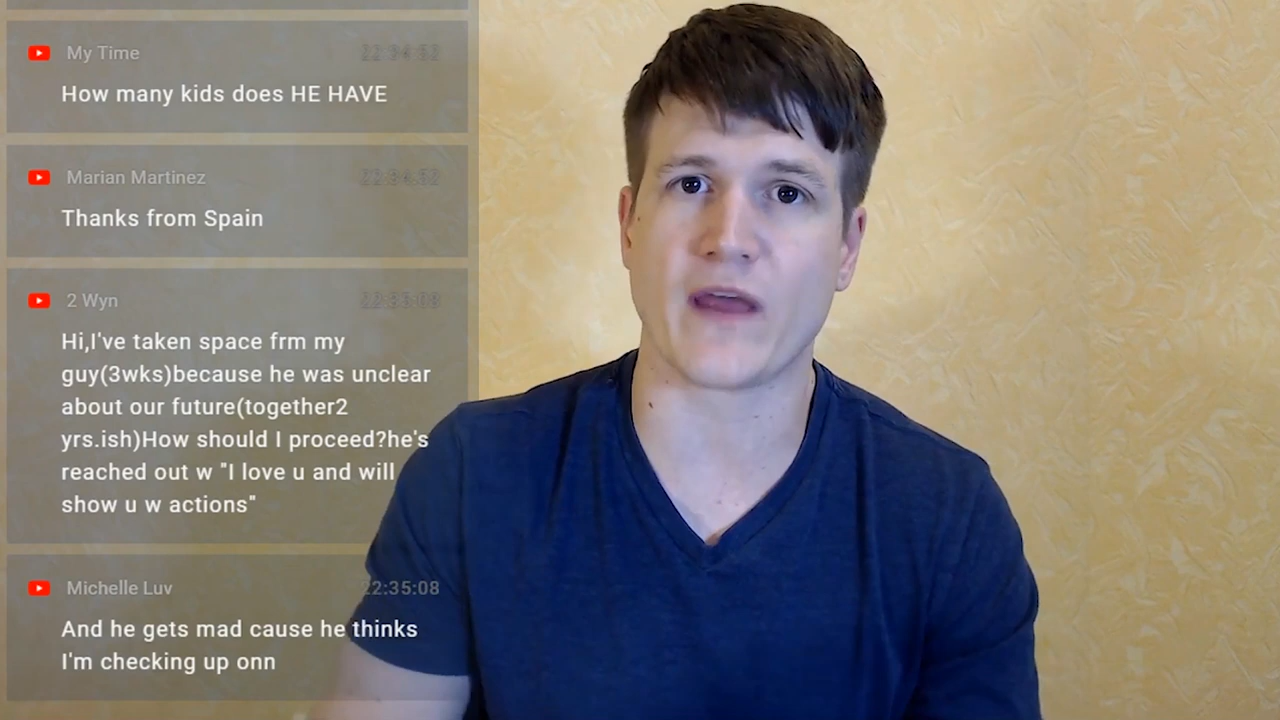 My Time
How many kids does HE HAVE
Marian Martinez
Thanks from Spain
2 Wyn
Hi,I've taken space frm my
guy(3wks)because he was unclear
about our future(together2
yrs.ish)How should I proceed?he's
reached out w "I love u and will
show u w actions"
Michelle Luv 22:35:08
And he gets mad cause he thinks
I'm checking up onn